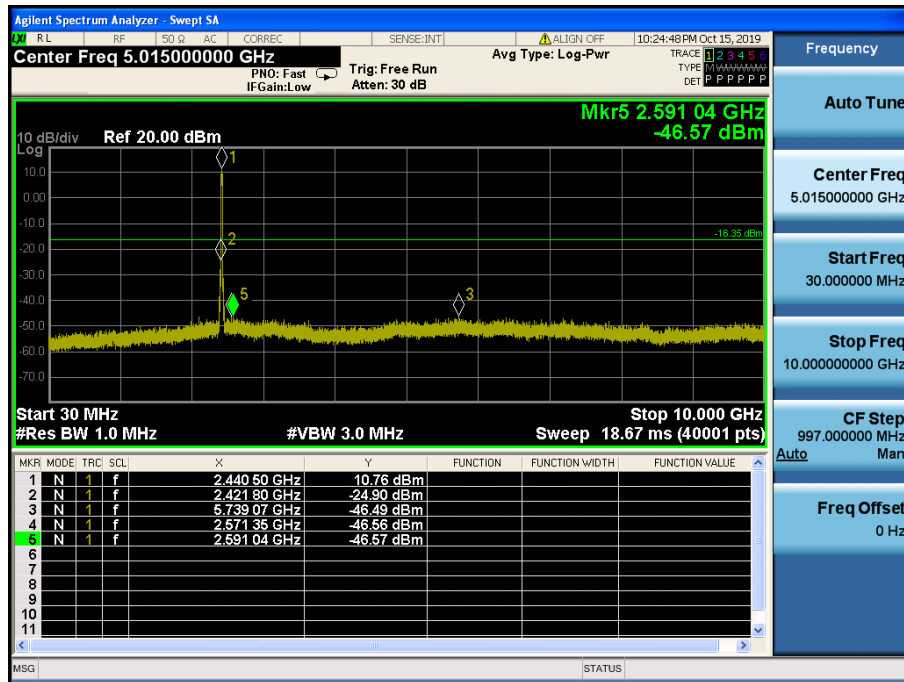 Agilent Spectrum Analyzer - Swept SA
LXI RL RF 50 Ω AC CORREC SENSE:INT ALIGN OFF 10:24:48 PM Oct 15, 2019
Center Freq 5.015000000 GHz
Avg Type: Log-Pwr
TRACE 1 2 3 4 5 6
TYPE M WWWWW
DET P P P P P P
PNO: Fast
IFGain:Low
Trig: Free Run
Atten: 30 dB
Mkr5 2.591 04 GHz
-46.57 dBm
10 dB/div Ref 20.00 dBm
Log
10.0
0.00
-10.0
-20.0
-30.0
-40.0
-50.0
-60.0
-70.0
1
2
3
5
-16.35 dBm
Start 30 MHz Stop 10.000 GHz
#Res BW 1.0 MHz #VBW 3.0 MHz Sweep 18.67 ms (40001 pts)
MKR MODE TRC SCL X Y FUNCTION FUNCTION WIDTH FUNCTION VALUE
1 N 1 f 2.440 50 GHz 10.76 dBm
2 N 1 f 2.421 80 GHz -24.90 dBm
3 N 1 f 5.739 07 GHz -46.49 dBm
4 N 1 f 2.571 35 GHz -46.56 dBm
5 N 1 f 2.591 04 GHz -46.57 dBm
6
7
8
9
10
11
MSG STATUS
Frequency
Auto Tune
Center Freq
5.015000000 GHz
Start Freq
30.000000 MHz
Stop Freq
10.000000000 GHz
CF Step
997.000000 MHz
Auto Man
Freq Offset
0 Hz